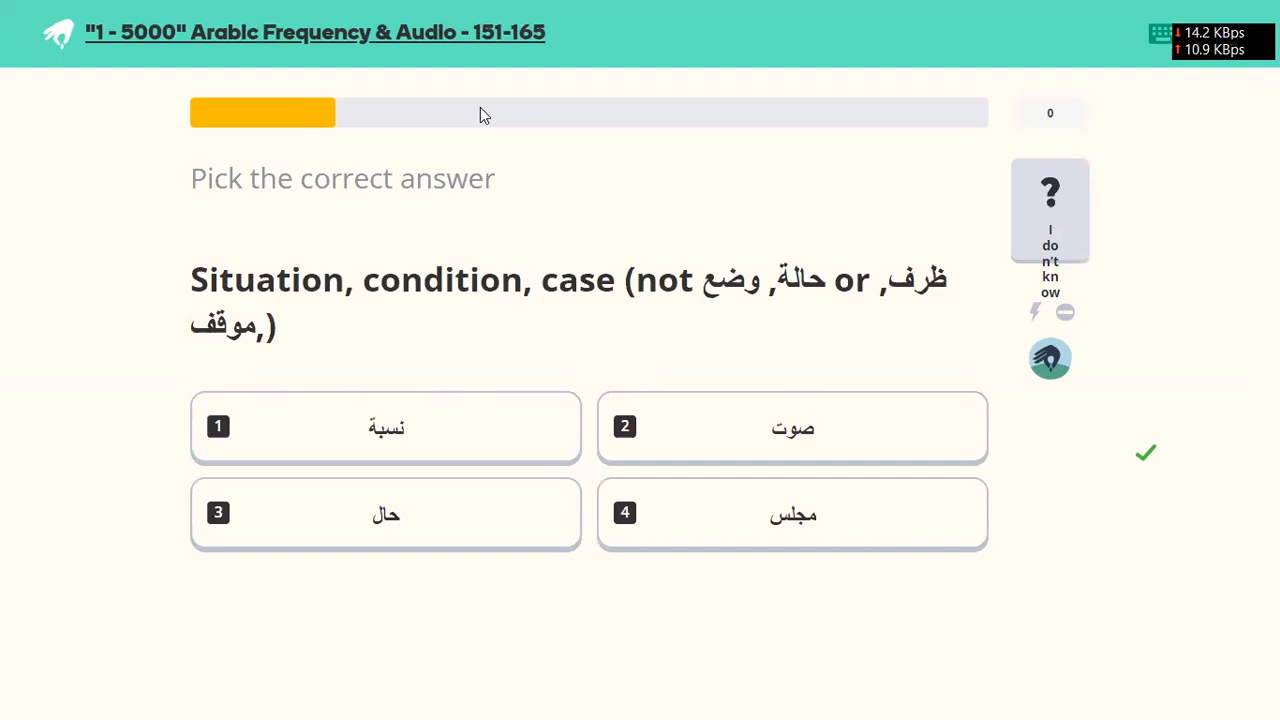 "1 - 5000" Arabic Frequency & Audio - 151-165
14.2 KBps
10.9 KBps
0
Pick the correct answer
?
I
do
n't
kn
ow
Situation, condition, case (not حالة, وضع or ظرف,
موقف,)
1 نسبة
2 صوت
3 حال
4 مجلس